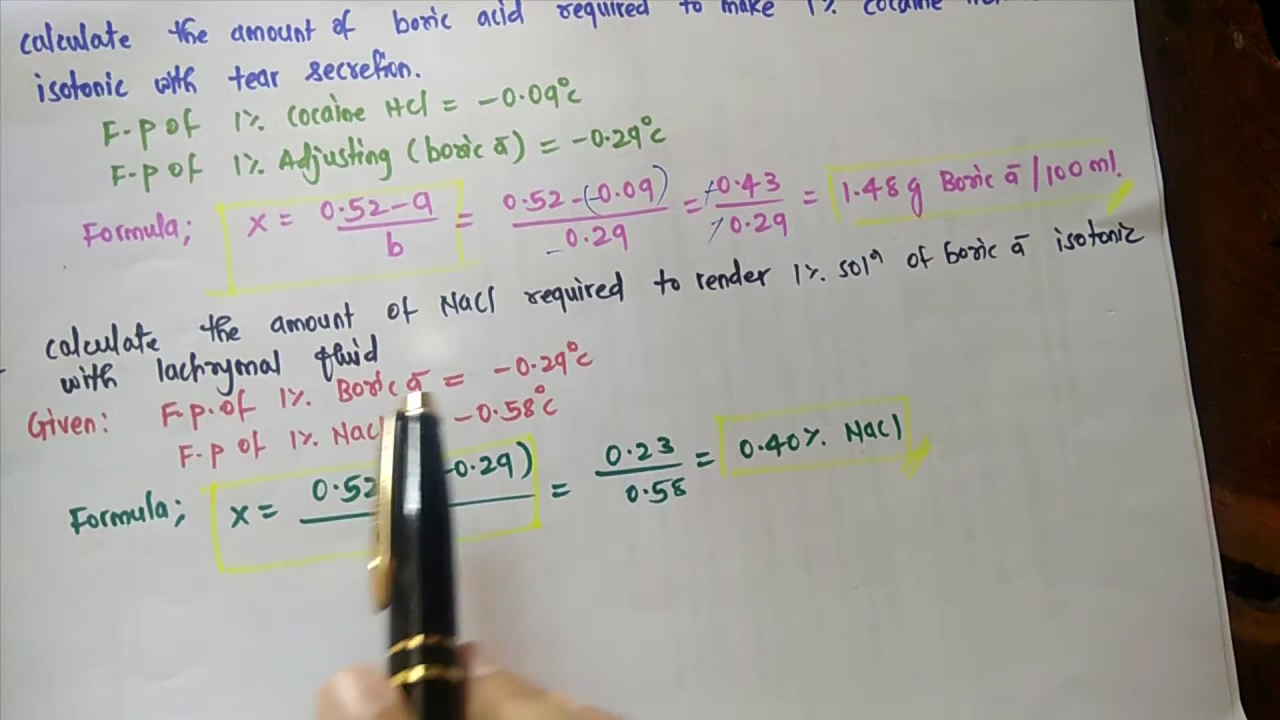 calculate the amount of boric acid required to make 1% cocaine
isotonic with tear secretion.
F-p of 1% cocaine HCl = -0.09°c
F-p of 1% Adjusting (boric ā) = -0.29°c
Formula; x = 0.52-a / b = 0.52-(-0.09) / -0.29 = +0.43 / 0.29 = 1.48g Boric ā/100ml.
calculate the amount of NaCl required to render 1% solⁿ of boric ā isotonic
with lachrymal fluid
Given: F.p. of 1% Boric ā = -0.29°c
F-p of 1% NaCl -0.58°c
Formula; x = 0.52 -0.29) = 0.23 / 0.58 = 0.40% NaCl